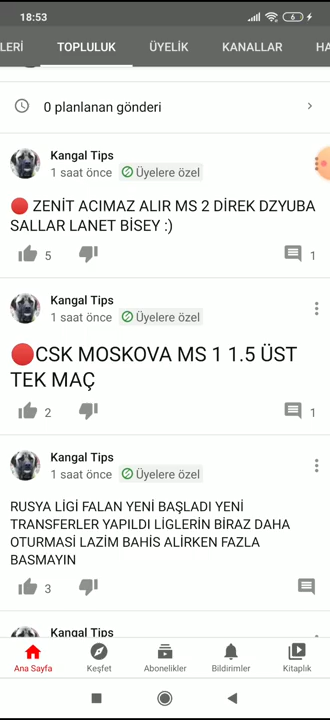 18:53
LERİ
TOPLULUK
ÜYELİK
KANALLAR
HA
0 planlanan gönderi
Kangal Tips
1 saat önce
Üyelere özel
🔴 ZENİT ACIMAZ ALIR MS 2 DİREK DZYUBA
SALLAR LANET BİSEY :)
5
1
Kangal Tips
1 saat önce
Üyelere özel
🔴CSK MOSKOVA MS 1 1.5 ÜST
TEK MAÇ
2
1
Kangal Tips
1 saat önce
Üyelere özel
RUSYA LİGİ FALAN YENİ BAŞLADI YENİ
TRANSFERLER YAPILDI LİGLERİN BİRAZ DAHA
OTURMASİ LAZİM BAHİS ALİRKEN FAZLA
BASMAYIN
3
Kangal Tips
Ana Sayfa
Keşfet
Abonelikler
Bildirimler
Kitaplık